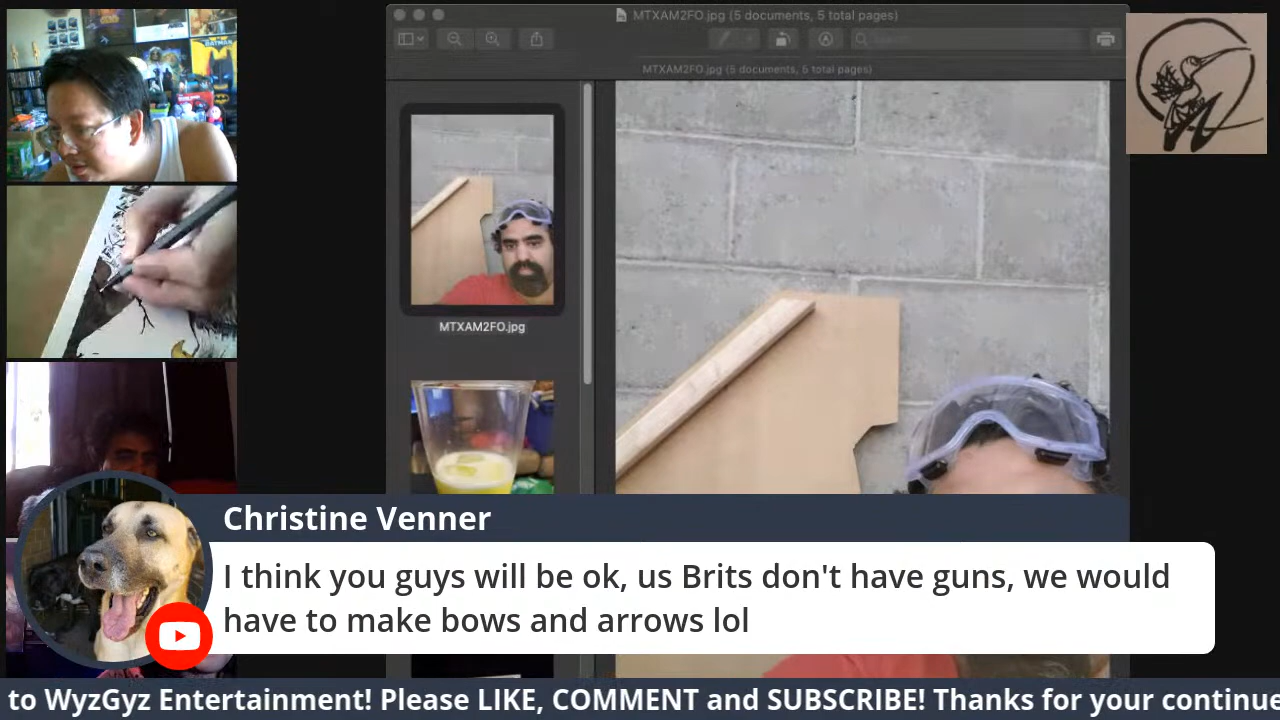 MTXAM2FO.jpg (5 documents, 5 total pages)
MTXAM2FO.jpg (5 documents, 5 total pages)
BATMAN
MTXAM2FO.jpg
Christine Venner
I think you guys will be ok, us Brits don't have guns, we would
have to make bows and arrows lol
to WyzGyz Entertainment! Please LIKE, COMMENT and SUBSCRIBE! Thanks for your continue